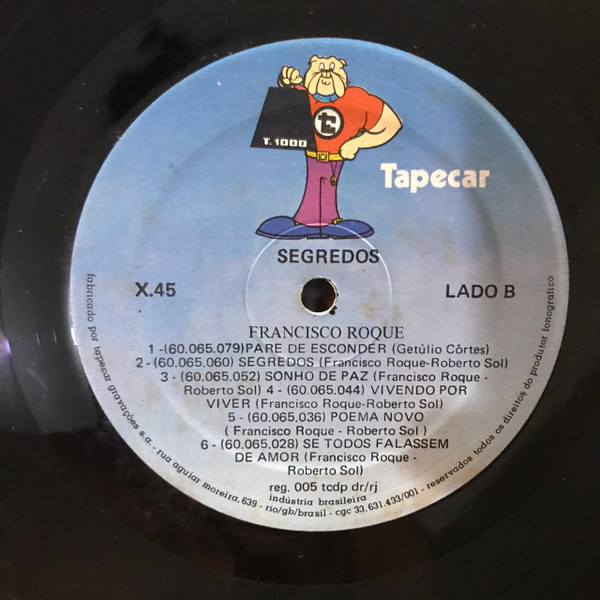 T.1000
Tapecar
SEGREDOS
X.45
LADO B
FRANCISCO ROQUE
1 -(60.065.079)PARE DE ESCONDER (Getúlio Côrtes)
2 -(60.065.060) SEGREDOS (Francisco Roque-Roberto Sol)
3 - (60.065.052) SONHO DE PAZ (Francisco Roque -
Roberto Sol) 4 - (60.065.044) VIVENDO POR
VIVER (Francisco Roque-Roberto Sol)
5 - (60.065.036) POEMA NOVO
( Francisco Roque - Roberto Sol )
6 -(60.065.028) SE TODOS FALASSEM
DE AMOR (Francisco Roque -
Roberto Sol)
reg. 005 tcdp dr/rj
indústria brasileira
fabricado por tapecar gravações s.a. - rua aguiar moreira, 639 - rio/gb/brasil - cgc 33.631.433/001 - reservados todos os direitos do produtor fonográfico